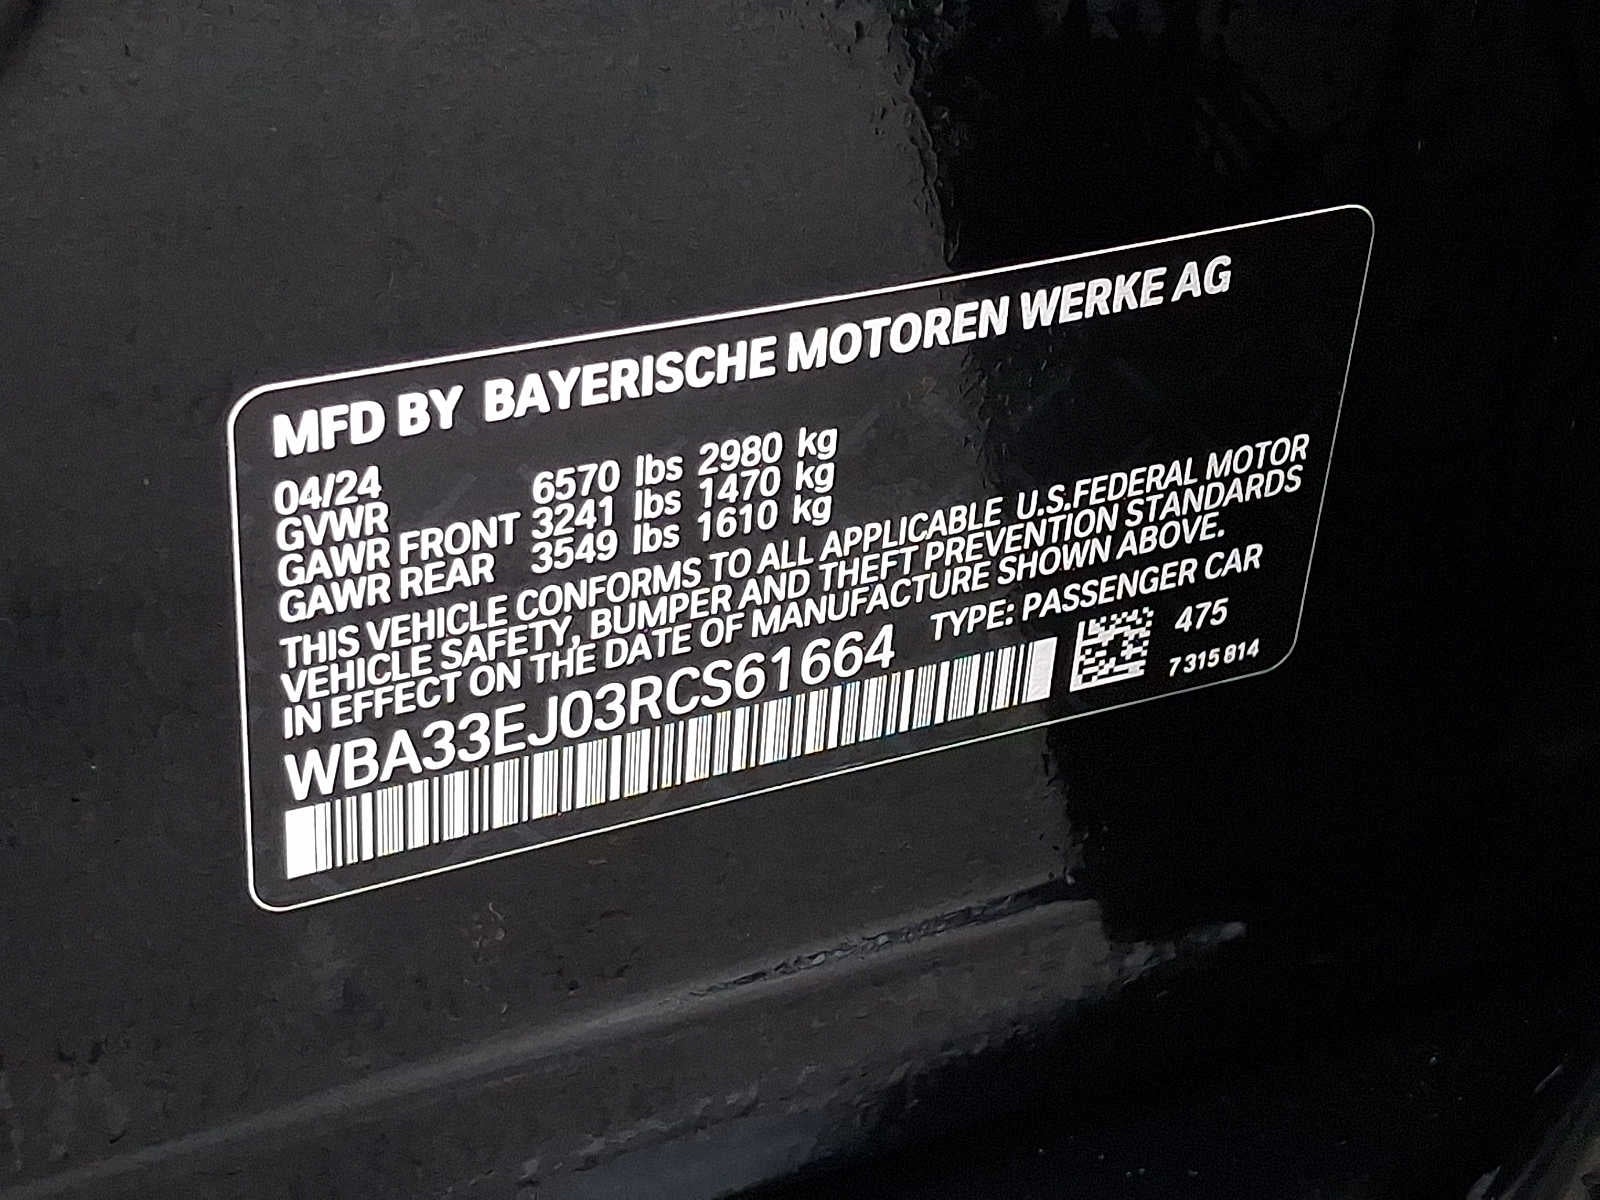 MFD BY BAYERISCHE MOTOREN WERKE AG
04/24
GVWR 6570 lbs 2980 kg
GAWR FRONT 3241 lbs 1470 kg
GAWR REAR 3549 lbs 1610 kg
THIS VEHICLE CONFORMS TO ALL APPLICABLE U.S.FEDERAL MOTOR
VEHICLE SAFETY, BUMPER AND THEFT PREVENTION STANDARDS
IN EFFECT ON THE DATE OF MANUFACTURE SHOWN ABOVE.
WBA33EJ03RCS61664 TYPE: PASSENGER CAR
475
7 315 814